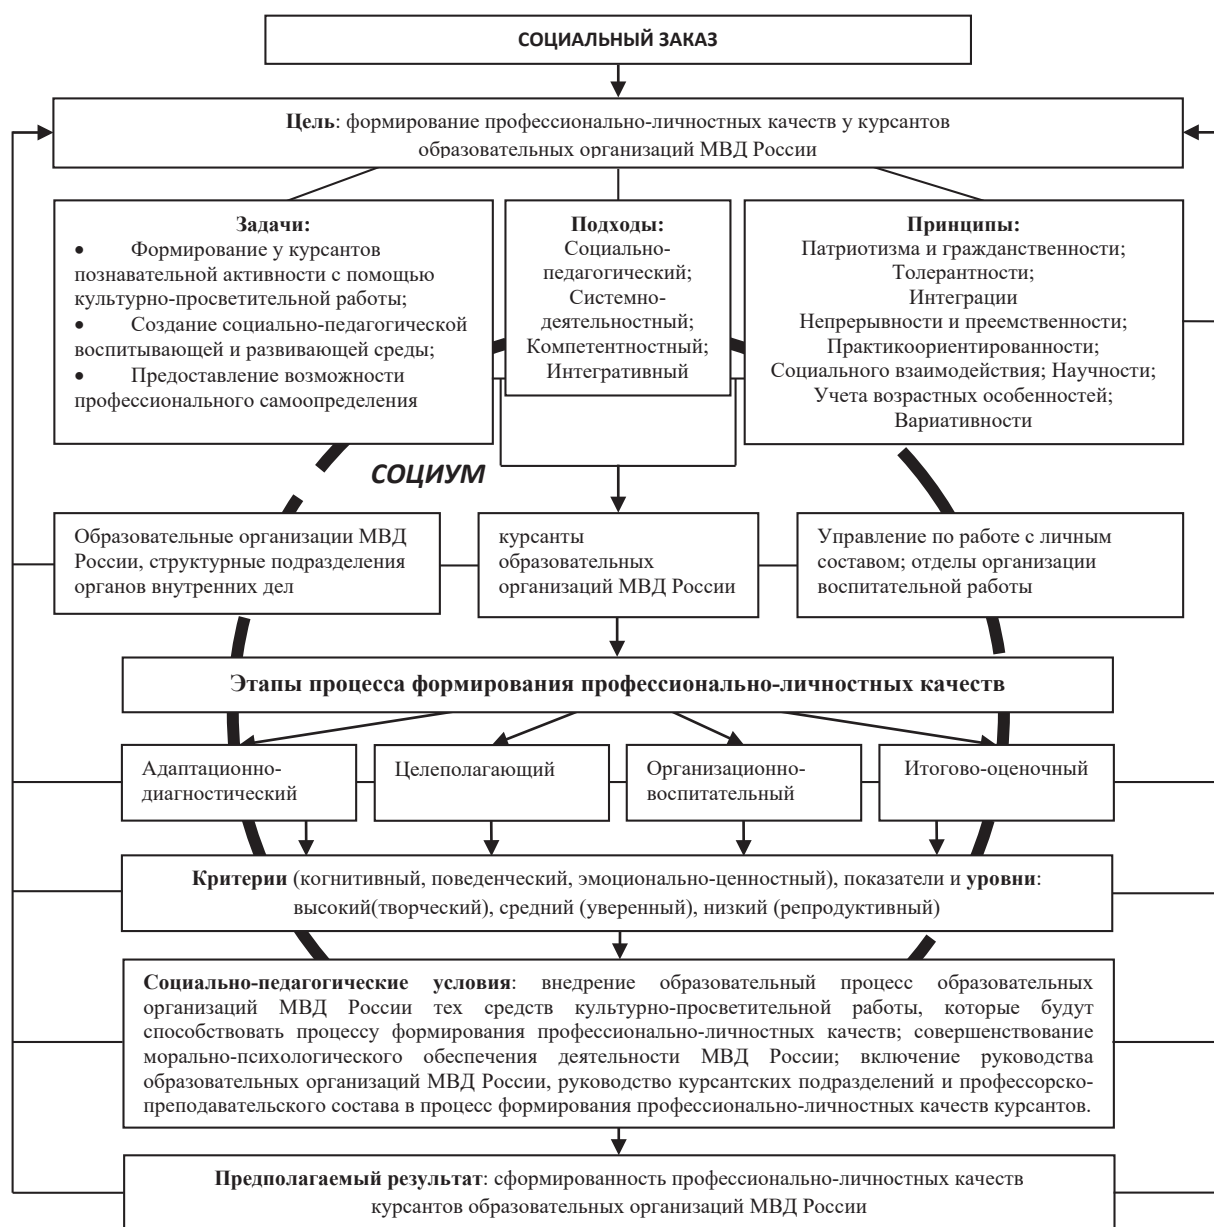 СОЦИАЛЬНЫЙ ЗАКАЗ
Цель: формирование профессионально-личностных качеств у курсантов
образовательных организаций МВД России
Задачи:
• Формирование у курсантов
познавательной активности с помощью
культурно-просветительной работы;
• Создание социально-педагогической
воспитывающей и развивающей среды;
• Предоставление возможности
профессионального самоопределения
Подходы:
Социально-
педагогический;
Системно-
деятельностный;
Компетентностный;
Интегративный
Принципы:
Патриотизма и гражданственности;
Толерантности;
Интеграции
Непрерывности и преемственности;
Практикоориентированности;
Социального взаимодействия; Научности;
Учета возрастных особенностей;
Вариативности
СОЦИУМ
Образовательные организации МВД
России, структурные подразделения
органов внутренних дел
курсанты
образовательных
организаций МВД России
Управление по работе с личным
составом; отделы организации
воспитательной работы
Этапы процесса формирования профессионально-личностных качеств
Адаптационно-
диагностический
Целеполагающий
Организационно-
воспитательный
Итогово-оценочный
Критерии (когнитивный, поведенческий, эмоционально-ценностный), показатели и уровни:
высокий(творческий), средний (уверенный), низкий (репродуктивный)
Социально-педагогические условия: внедрение образовательный процесс образовательных
организаций МВД России тех средств культурно-просветительной работы, которые будут
способствовать процессу формирования профессионально-личностных качеств; совершенствование
морально-психологического обеспечения деятельности МВД России; включение руководства
образовательных организаций МВД России, руководство курсантских подразделений и профессорско-
преподавательского состава в процесс формирования профессионально-личностных качеств курсантов.
Предполагаемый результат: сформированность профессионально-личностных качеств
курсантов образовательных организаций МВД России